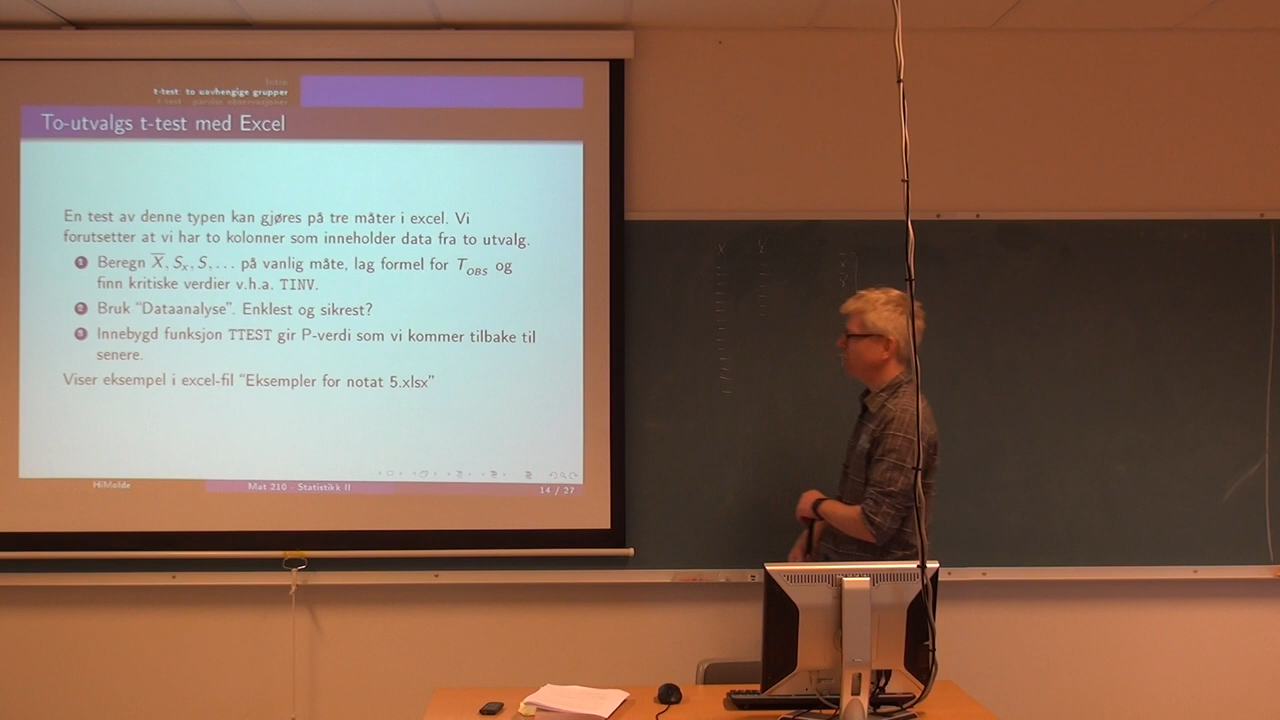 Intro
t-test: to uavhengige grupper
t-test: parvise observasjoner
To-utvalgs t-test med Excel
En test av denne typen kan gjøres på tre måter i excel. Vi
forutsetter at vi har to kolonner som inneholder data fra to utvalg.
1 Beregn X̅, Sₓ, S, . . . på vanlig måte, lag formel for T_OBS og
finn kritiske verdier v.h.a. TINV.
2 Bruk "Dataanalyse". Enklest og sikrest?
3 Innebygd funksjon TTEST gir P-verdi som vi kommer tilbake til
senere.
Viser eksempel i excel-fil "Eksempler for notat 5.xlsx"
HiMolde
Mat 210 - Statistikk II
14 / 27
X Y